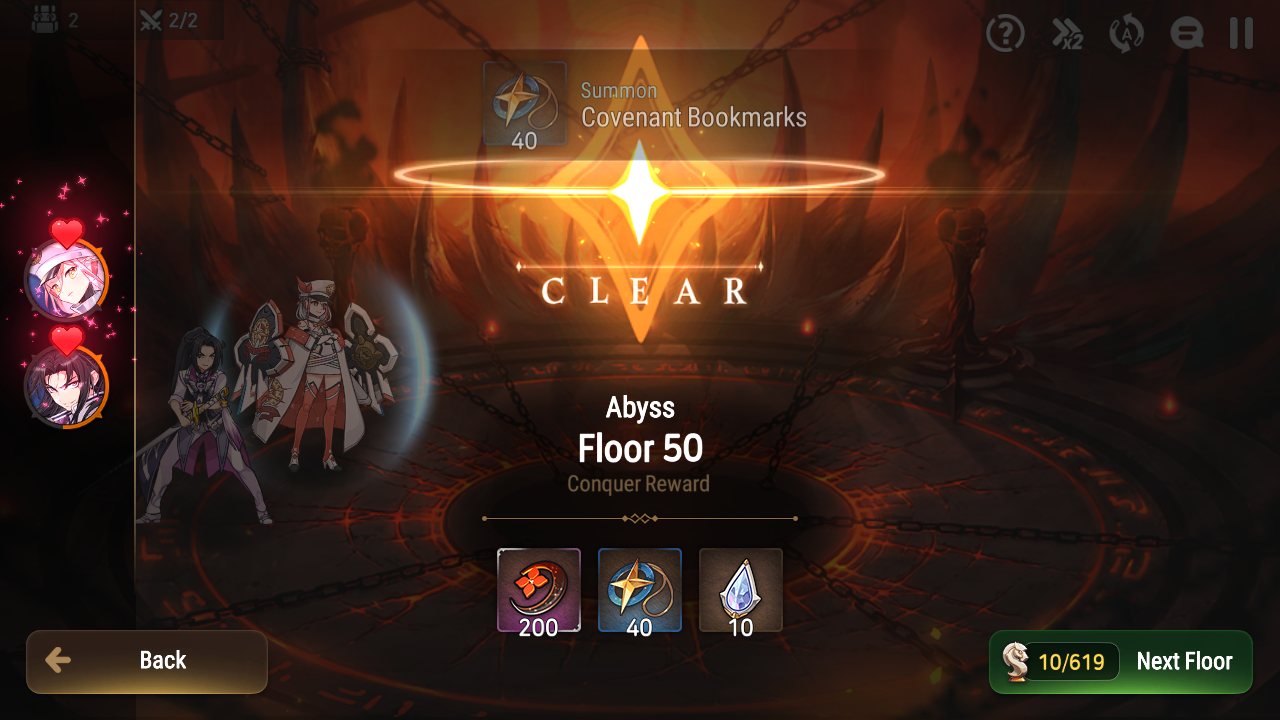 2
2/2
?
x2
A
Summon
Covenant Bookmarks
40
CLEAR
Abyss
Floor 50
Conquer Reward
200
40
10
Back
10/619
Next Floor